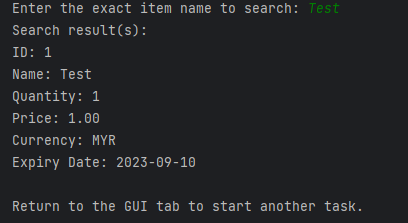 Enter the exact item name to search: Test
Search result(s):
ID: 1
Name: Test
Quantity: 1
Price: 1.00
Currency: MYR
Expiry Date: 2023-09-10
Return to the GUI tab to start another task.